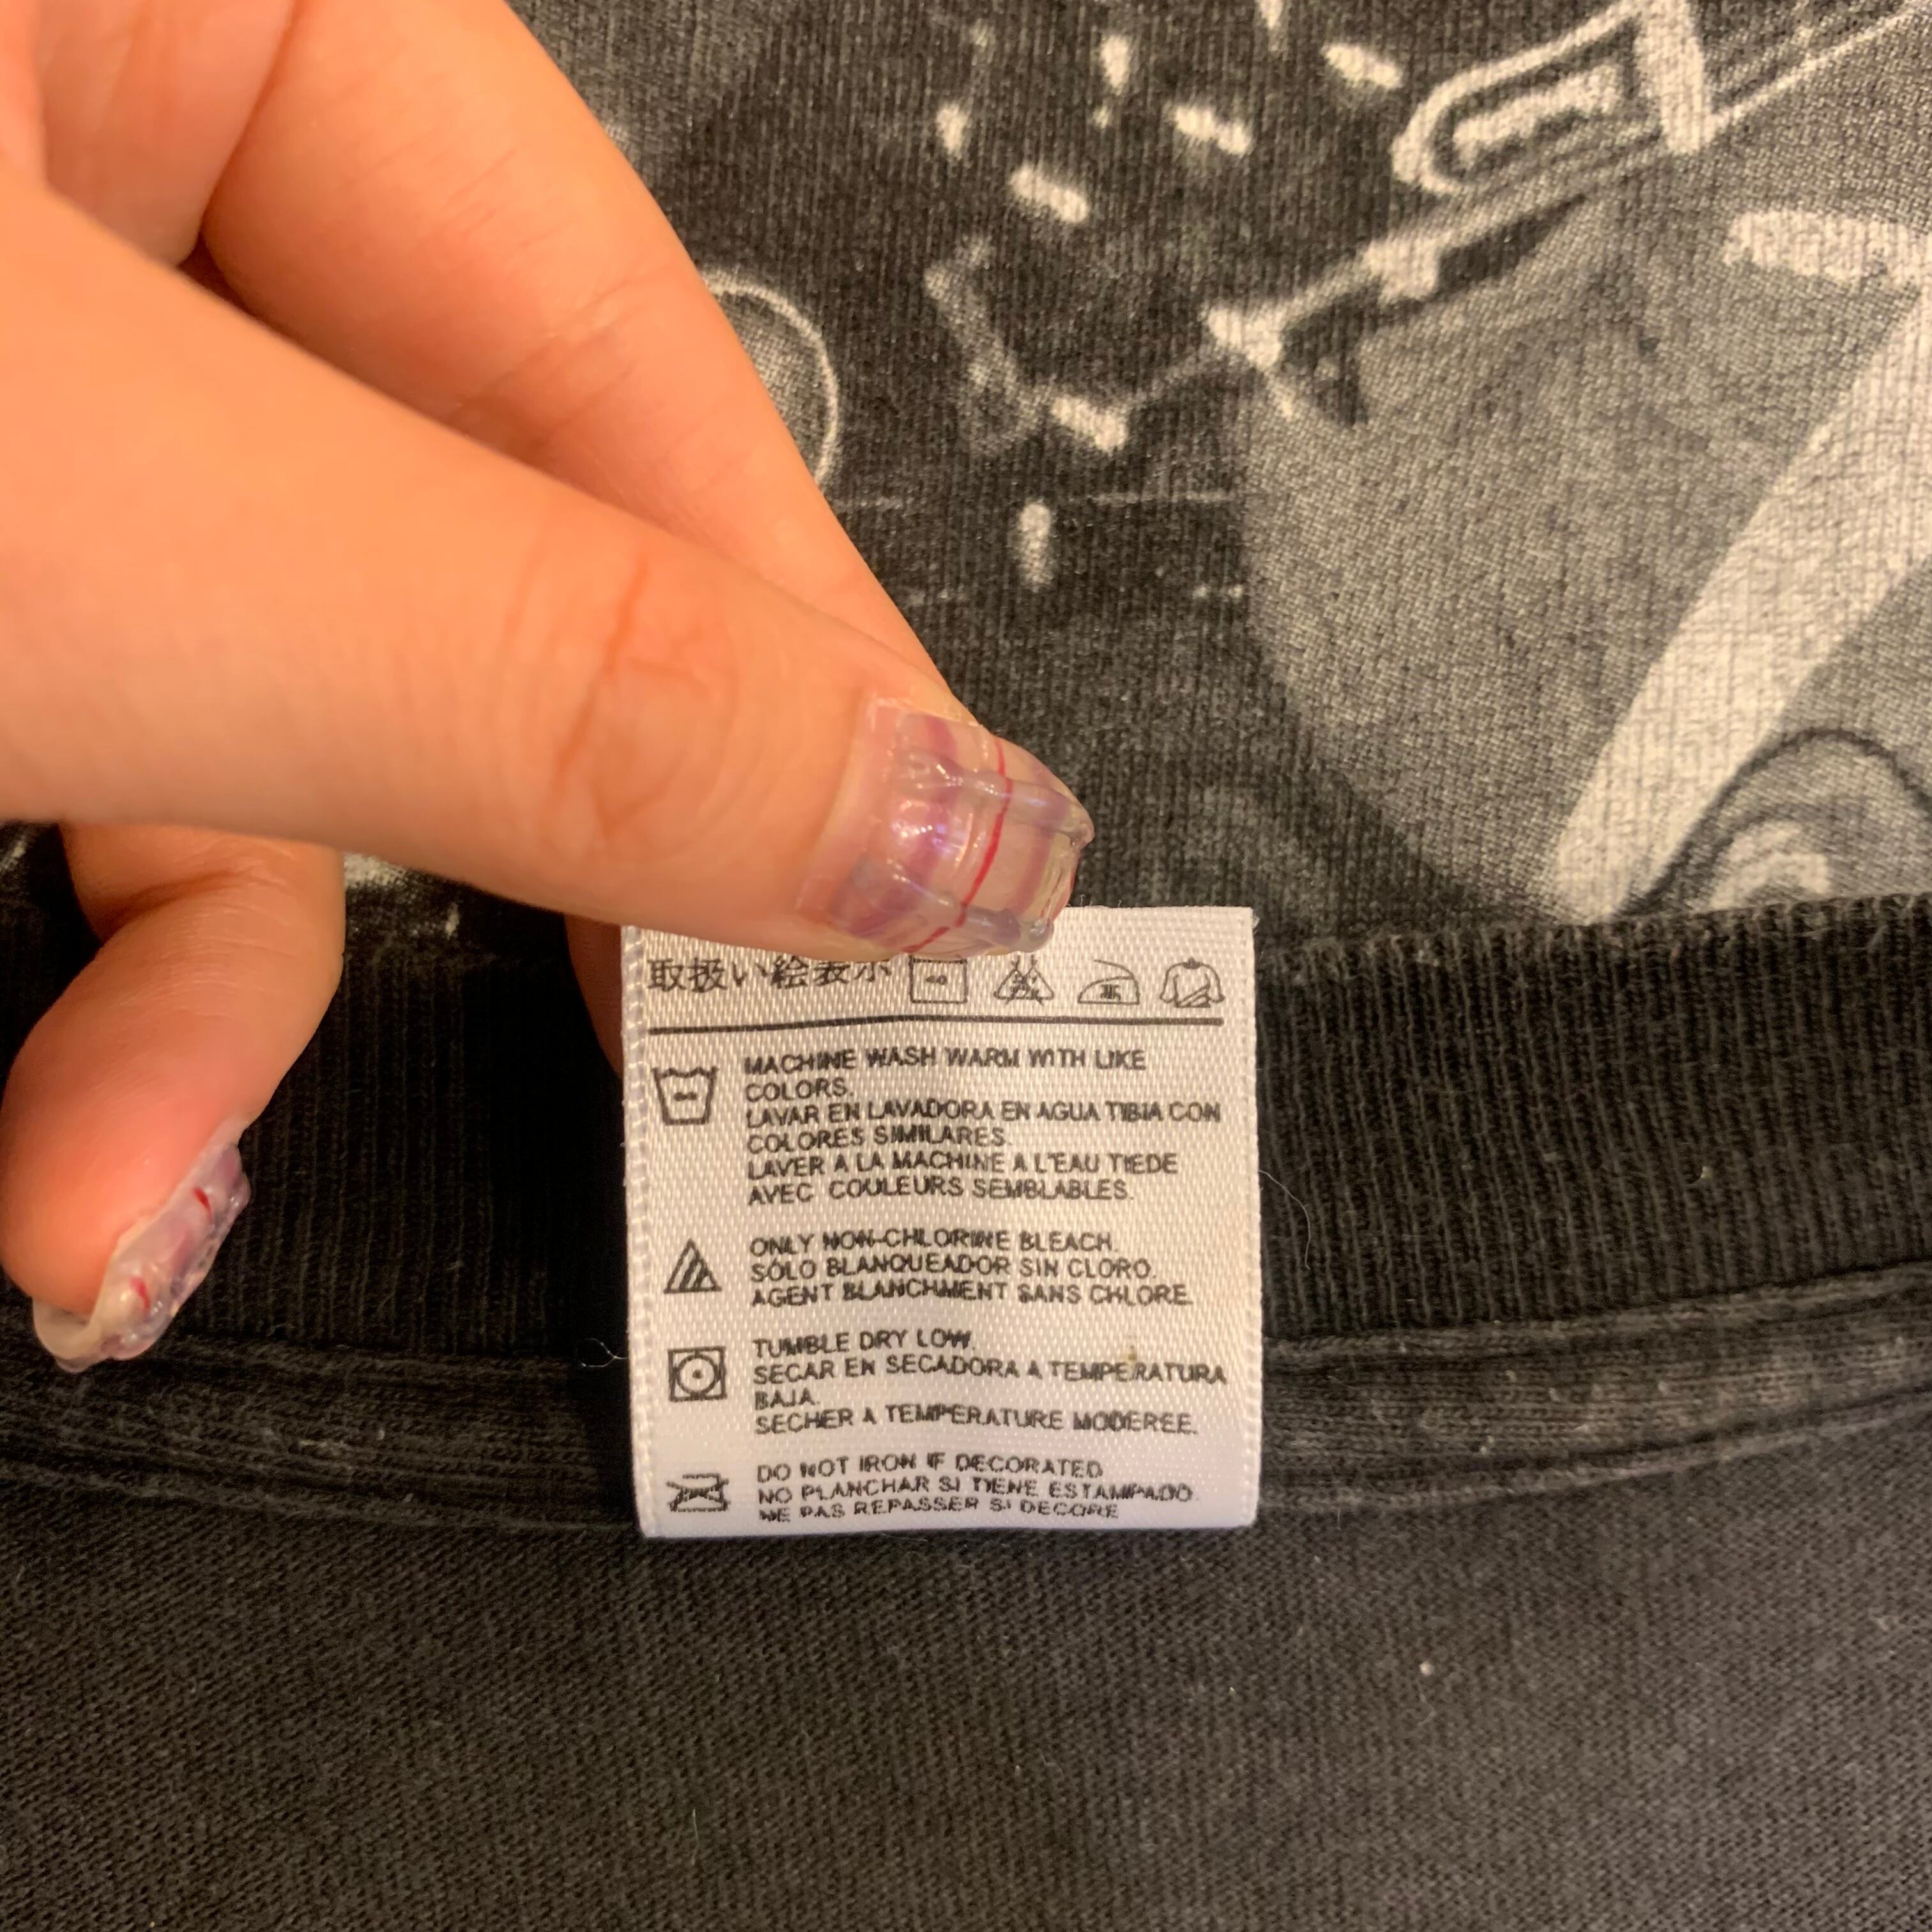 取扱い絵表示
MACHINE WASH WARM WITH LIKE
COLORS.
LAVAR EN LAVADORA EN AGUA TIBIA CON
COLORES SIMILARES.
LAVER A LA MACHINE A L'EAU TIEDE
AVEC COULEURS SEMBLABLES.
ONLY NON-CHLORINE BLEACH.
SOLO BLANQUEADOR SIN CLORO.
AGENT BLANCHMENT SANS CHLORE.
TUMBLE DRY LOW.
SECAR EN SECADORA A TEMPERATURA
BAJA.
SECHER A TEMPERATURE MODEREE.
DO NOT IRON IF DECORATED
NO PLANCHAR SI TIENE ESTAMPADO.
NE PAS REPASSER SI DECORE